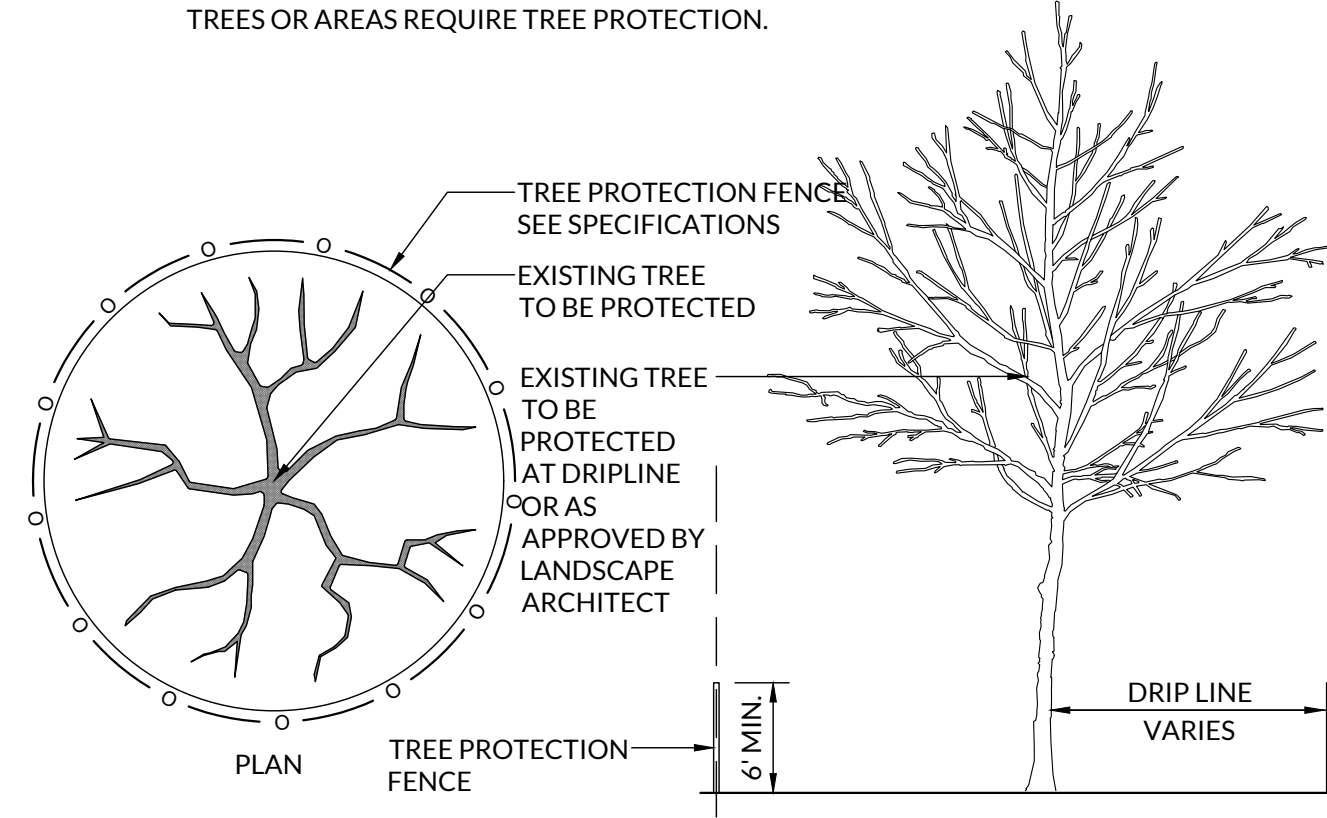 TREES OR AREAS REQUIRE TREE PROTECTION.
TREE PROTECTION FENCE
SEE SPECIFICATIONS
EXISTING TREE
TO BE PROTECTED
EXISTING TREE
TO BE
PROTECTED
AT DRIPLINE
OR AS
APPROVED BY
LANDSCAPE
ARCHITECT
PLAN
TREE PROTECTION
FENCE
6' MIN.
DRIP LINE
VARIES